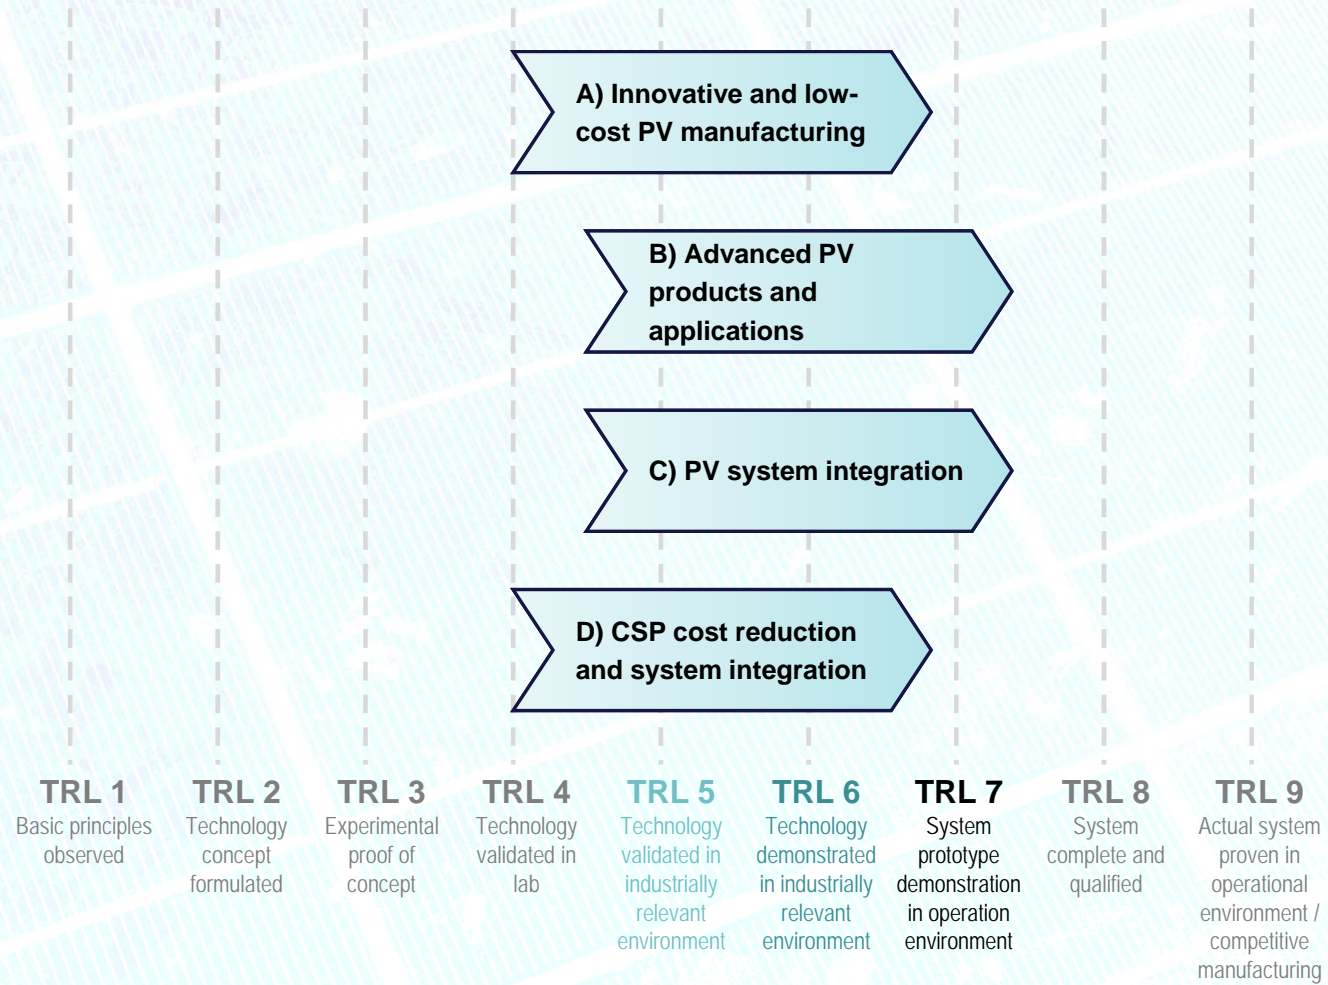 A) Innovative and low-
cost PV manufacturing
B) Advanced PV
products and
applications
C) PV system integration
D) CSP cost reduction
and system integration
TRL 1
Basic principles
observed
TRL 2
Technology
concept
formulated
TRL 3
Experimental
proof of
concept
TRL 4
Technology
validated in
lab
TRL 5
Technology
validated in
industrially
relevant
environment
TRL 6
Technology
demonstrated
in industrially
relevant
environment
TRL 7
System
prototype
demonstration
in operation
environment
TRL 8
System
complete and
qualified
TRL 9
Actual system
proven in
operational
environment /
competitive
manufacturing